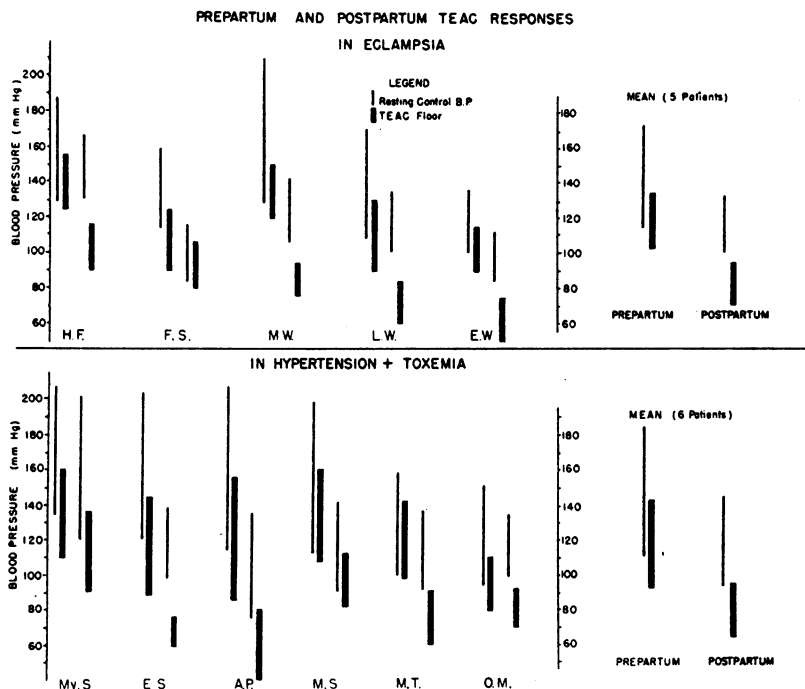 PREPARTUM AND POSTPARTUM TEAC RESPONSES
IN ECLAMPSIA
LEGEND
Resting Control B.P
TEAC Floor
BLOOD PRESSURE (mm Hg)
200
180
160
140
120
100
80
60
H.F.
F.S.
M.W.
L.W.
E.W
MEAN (5 Patients)
180
160
140
120
100
80
60
PREPARTUM
POSTPARTUM
IN HYPERTENSION + TOXEMIA
BLOOD PRESSURE (mm Hg)
200
180
160
140
120
100
80
60
My.S
E S
A.P.
M.S
M.T.
O.M.
MEAN (6 Patients)
180
160
140
120
100
80
60
PREPARTUM
POSTPARTUM